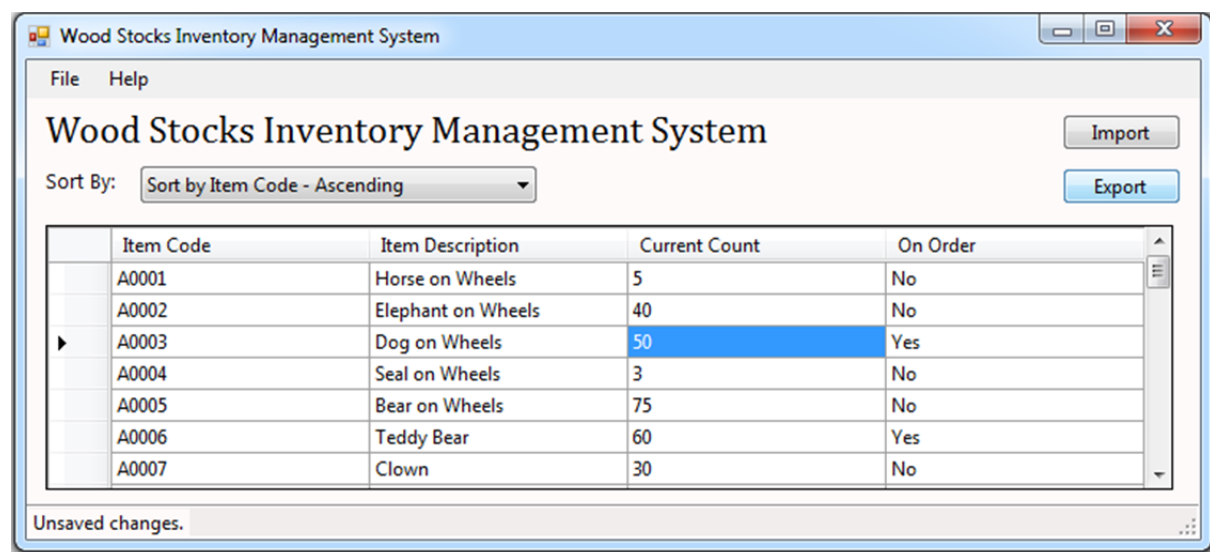 Wood Stocks Inventory Management System
File Help
Wood Stocks Inventory Management System
Import
Sort By: Sort by Item Code - Ascending
Export
Item Code Item Description Current Count On Order
A0001 Horse on Wheels 5 No
A0002 Elephant on Wheels 40 No
A0003 Dog on Wheels 50 Yes
A0004 Seal on Wheels 3 No
A0005 Bear on Wheels 75 No
A0006 Teddy Bear 60 Yes
A0007 Clown 30 No
Unsaved changes.